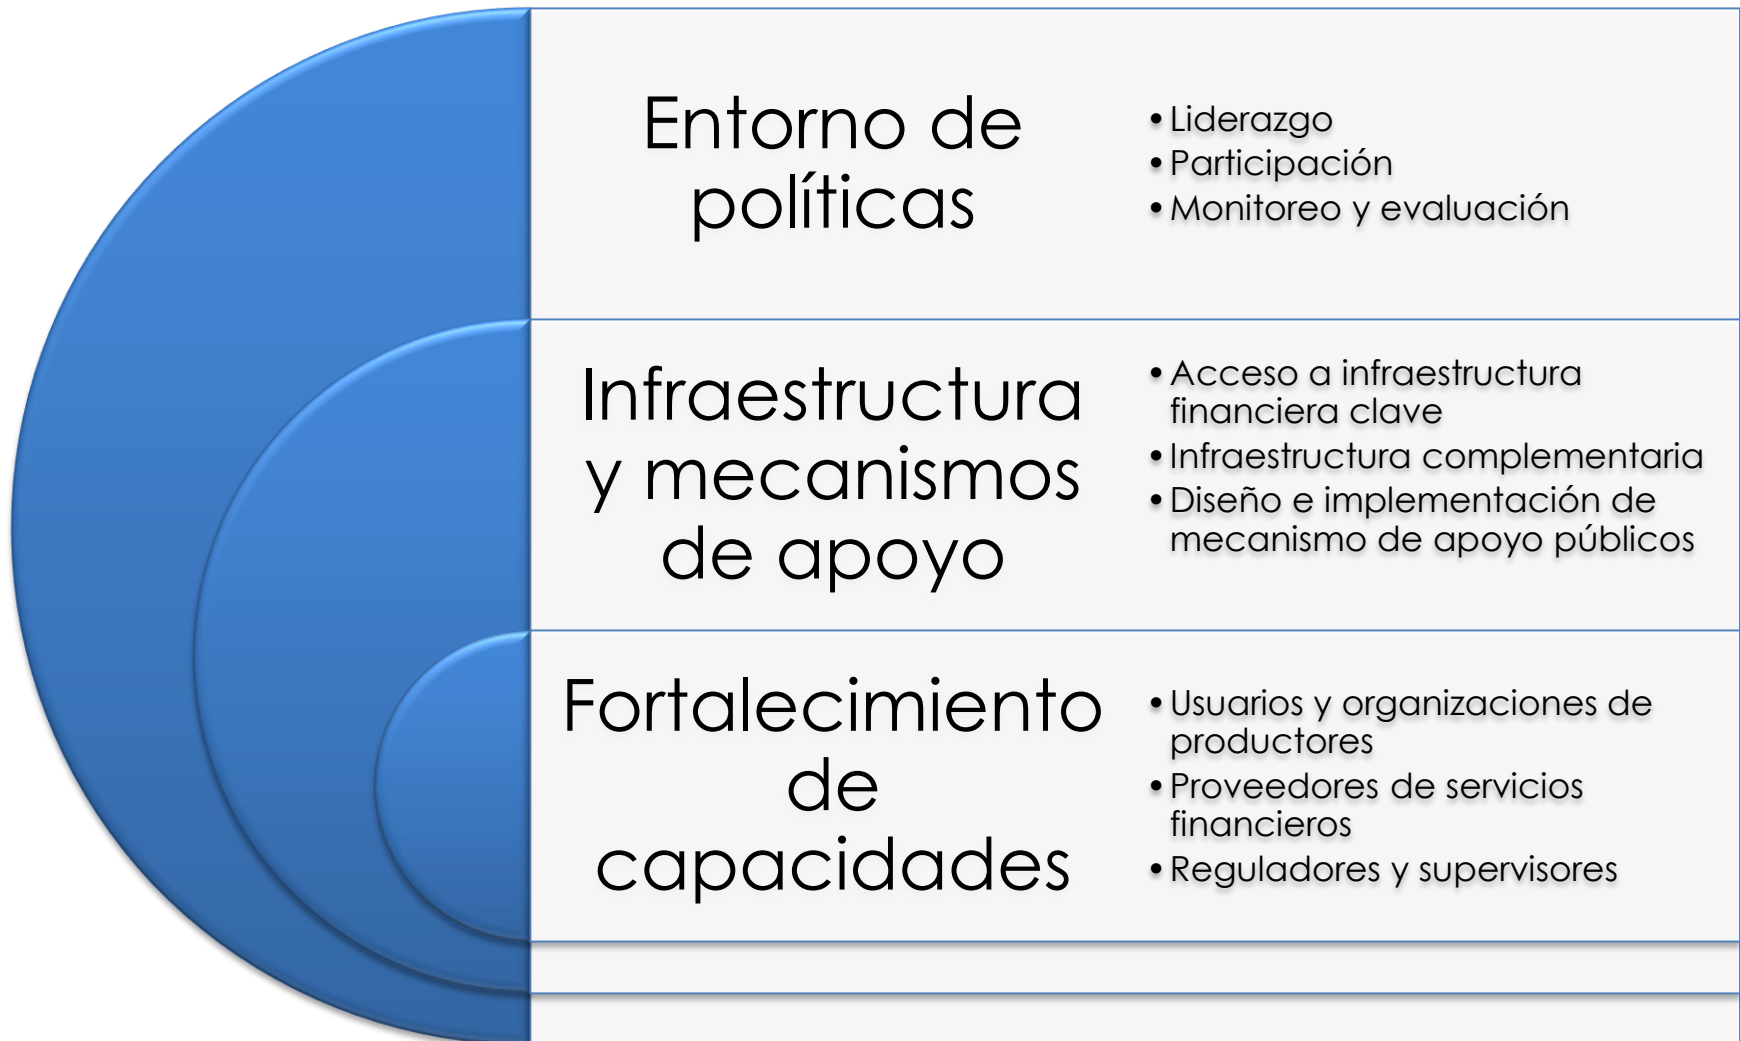 Entorno de
políticas
• Liderazgo
• Participación
• Monitoreo y evaluación
Infraestructura
y mecanismos
de apoyo
• Acceso a infraestructura
financiera clave
• Infraestructura complementaria
• Diseño e implementación de
mecanismo de apoyo públicos
Fortalecimiento
de
capacidades
• Usuarios y organizaciones de
productores
• Proveedores de servicios
financieros
• Reguladores y supervisores